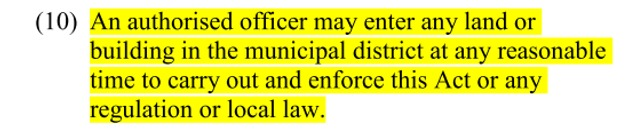 (10) An authorised officer may enter any land or
building in the municipal district at any reasonable
time to carry out and enforce this Act or any
regulation or local law.